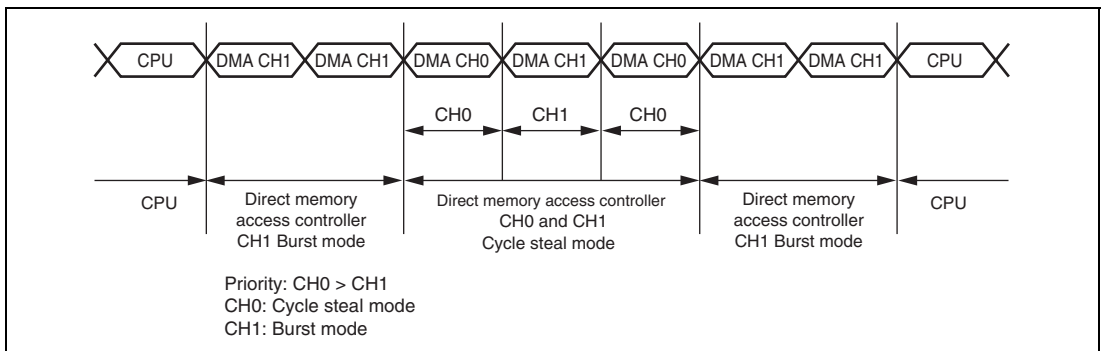 CPU DMA CH1 DMA CH1 DMA CH0 DMA CH1 DMA CH0 DMA CH1 DMA CH1 CPU
CH0 CH1 CH0
CPU
Direct memory
access controller
CH1 Burst mode
Direct memory access controller
CH0 and CH1
Cycle steal mode
Direct memory
access controller
CH1 Burst mode
CPU
Priority: CH0 > CH1
CH0: Cycle steal mode
CH1: Burst mode